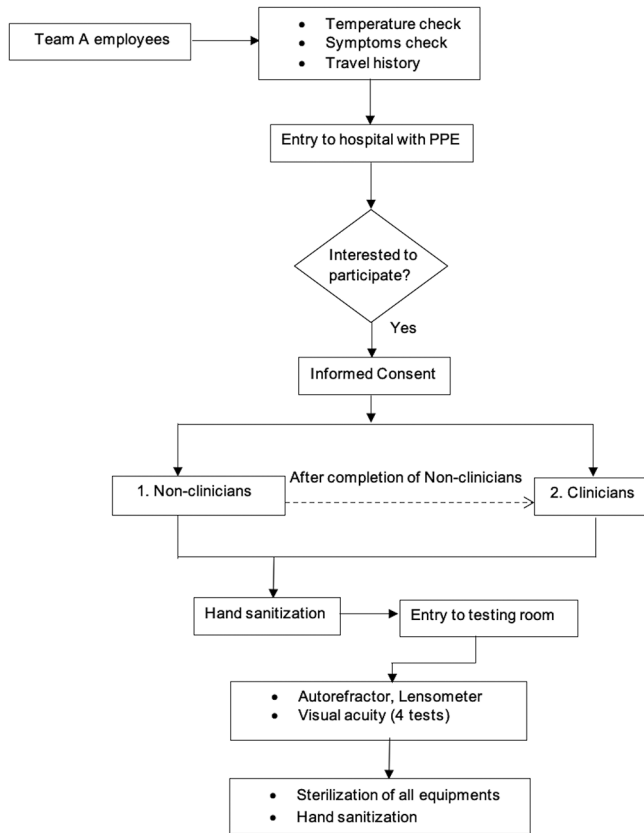 Team A employees
• Temperature check
• Symptoms check
• Travel history
Entry to hospital with PPE
Interested to
participate?
Yes
Informed Consent
1. Non-clinicians
After completion of Non-clinicians
2. Clinicians
Hand sanitization
Entry to testing room
• Autorefractor, Lensometer
• Visual acuity (4 tests)
• Sterilization of all equipments
• Hand sanitization